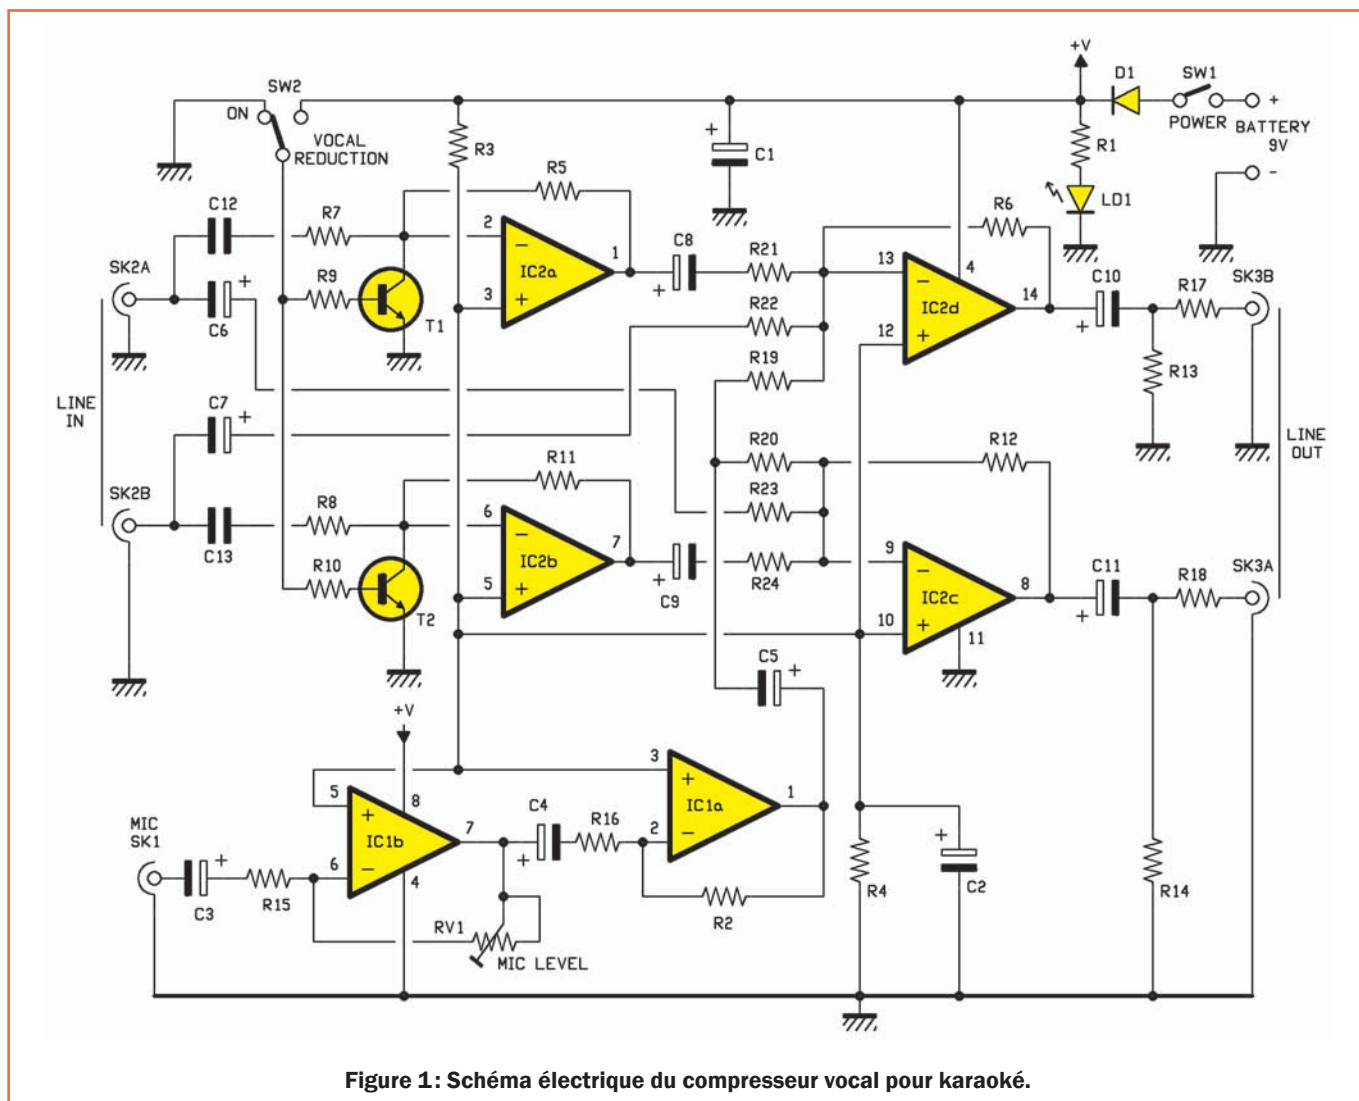 +V
D1
SW1
SW2
ON
VOCAL
REDUCTION
POWER
BATTERY
9V
+
-
R3
+
C1
R1
LD1
R5
R6
C12
R7
2
−
1
IC2a
3
+
C8
+
R21
13
−
4
14
IC2d
12
+
C10
+
R17
SK3B
SK2A
C6
+
R9
T1
R22
R19
R13
LINE
IN
C7
+
R20
R12
LINE
OUT
R11
R23
SK2B
C13
R8
R10
T2
6
−
7
IC2b
5
+
C9
+
R24
9
−
8
IC2c
10
+
11
C11
+
R18
SK3A
C5
+
+V
3
+
1
IC1a
2
−
5
+
8
7
IC1b
6
−
4
C4
+
R16
MIC
SK1
C3
+
R15
RV1
MIC LEVEL
R2
R4
+
C2
R14
Figure 1: Schéma électrique du compresseur vocal pour karaoké.